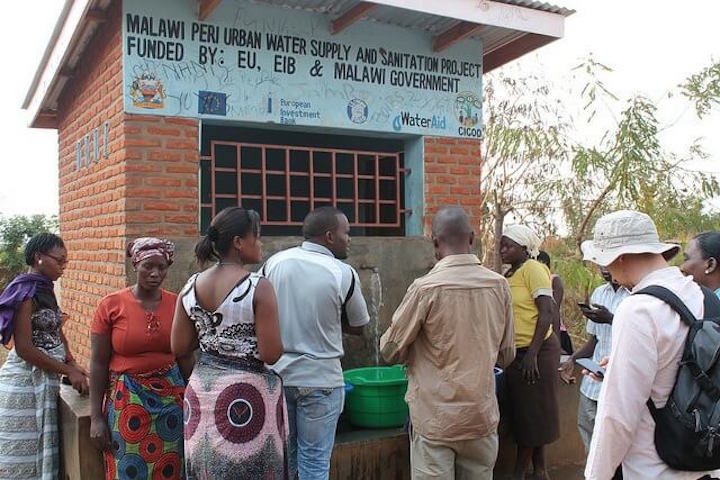 MALAWI PERI URBAN WATER SUPPLY AND SANITATION PROJECT
FUNDED BY: EU, EIB & MALAWI GOVERNMENT
European
Investment
Bank
WaterAid
CICOD